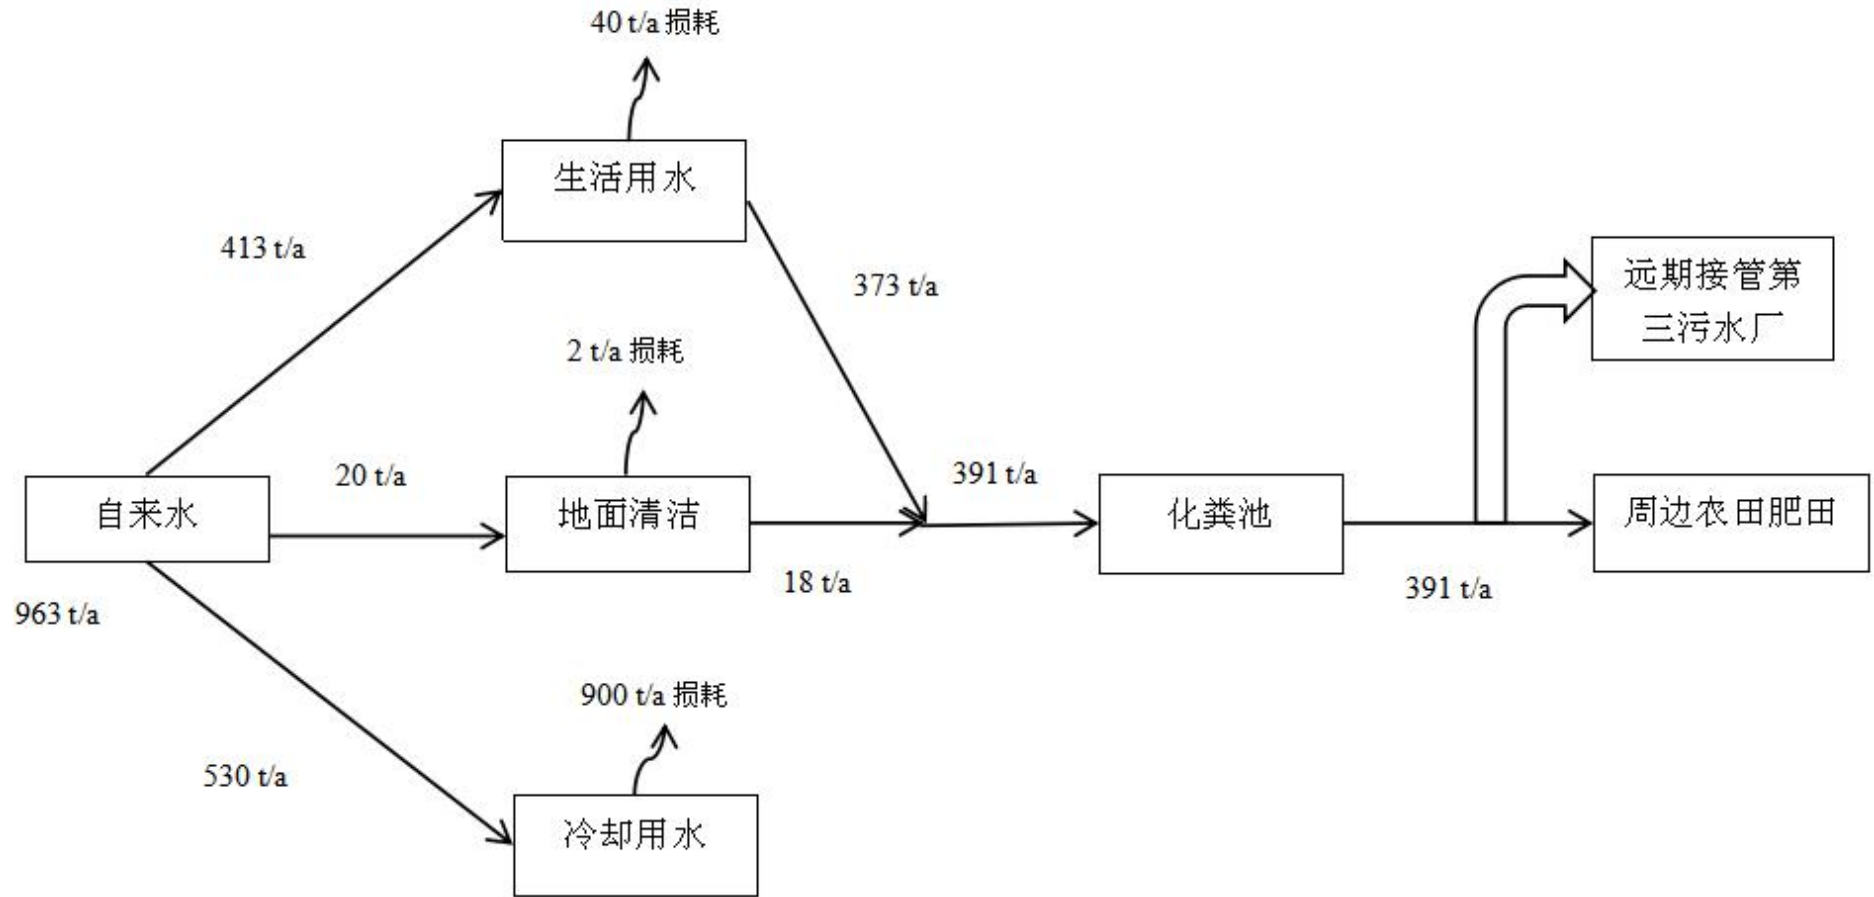 40 t/a 损耗
生活用水
413 t/a
373 t/a
远期接管第
三污水厂
2 t/a 损耗
20 t/a
391 t/a
自来水
地面清洁
化粪池
周边农田肥田
18 t/a
391 t/a
963 t/a
900 t/a 损耗
530 t/a
冷却用水